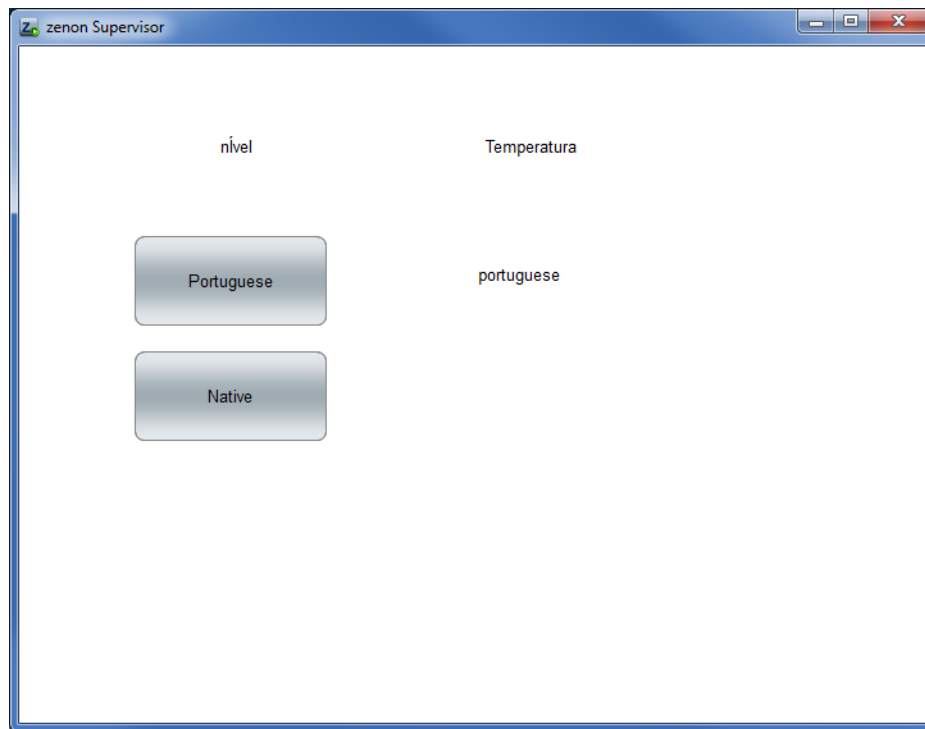 zenon Supervisor
nÍvel
Temperatura
Portuguese
portuguese
Native